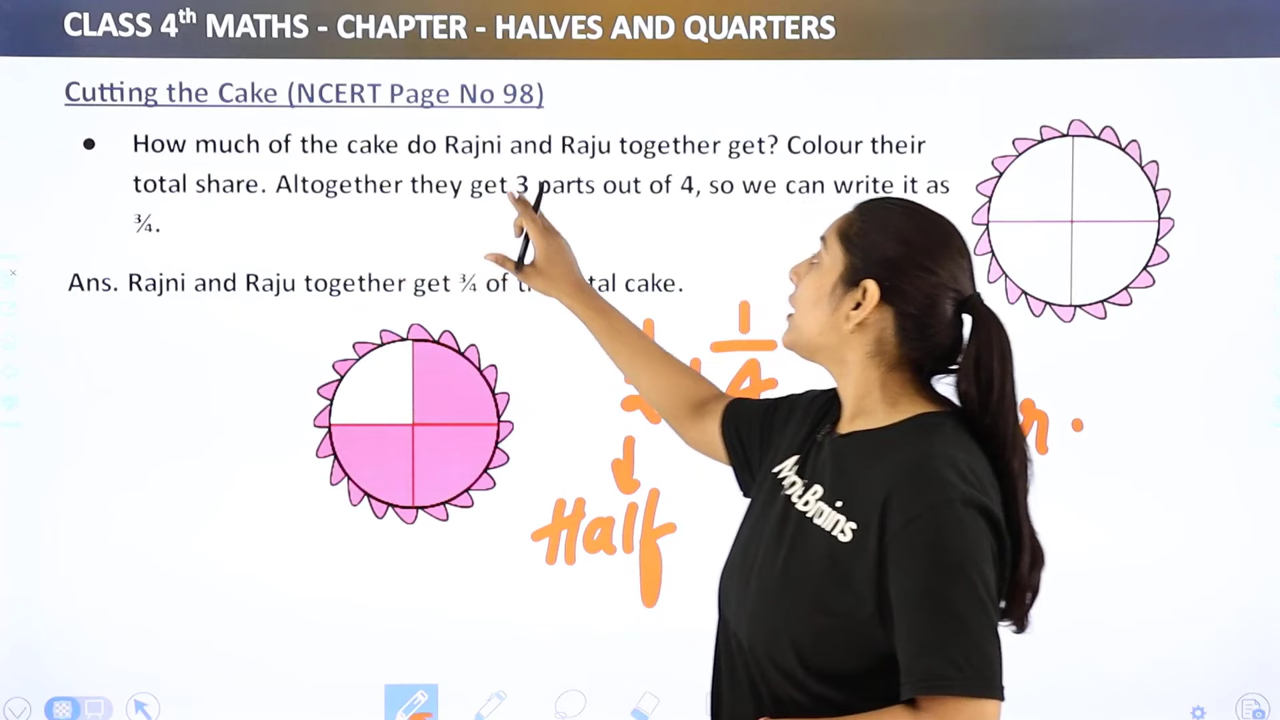 CLASS 4th MATHS - CHAPTER - HALVES AND QUARTERS
Cutting the Cake (NCERT Page No 98)
● How much of the cake do Rajni and Raju together get? Colour their
total share. Altogether they get 3 parts out of 4, so we can write it as
¾.
Ans. Rajni and Raju together get ¾ of cake.
1
4
Half